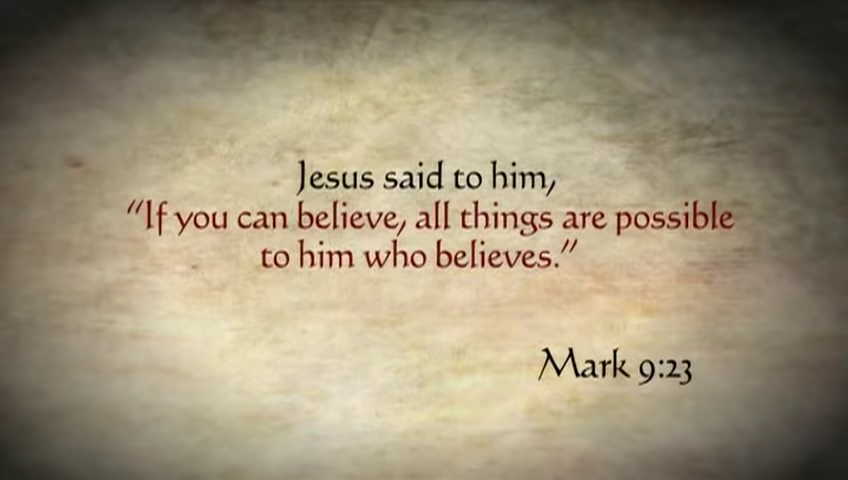 Jesus said to him,
“If you can believe, all things are possible
to him who believes.”
Mark 9:23